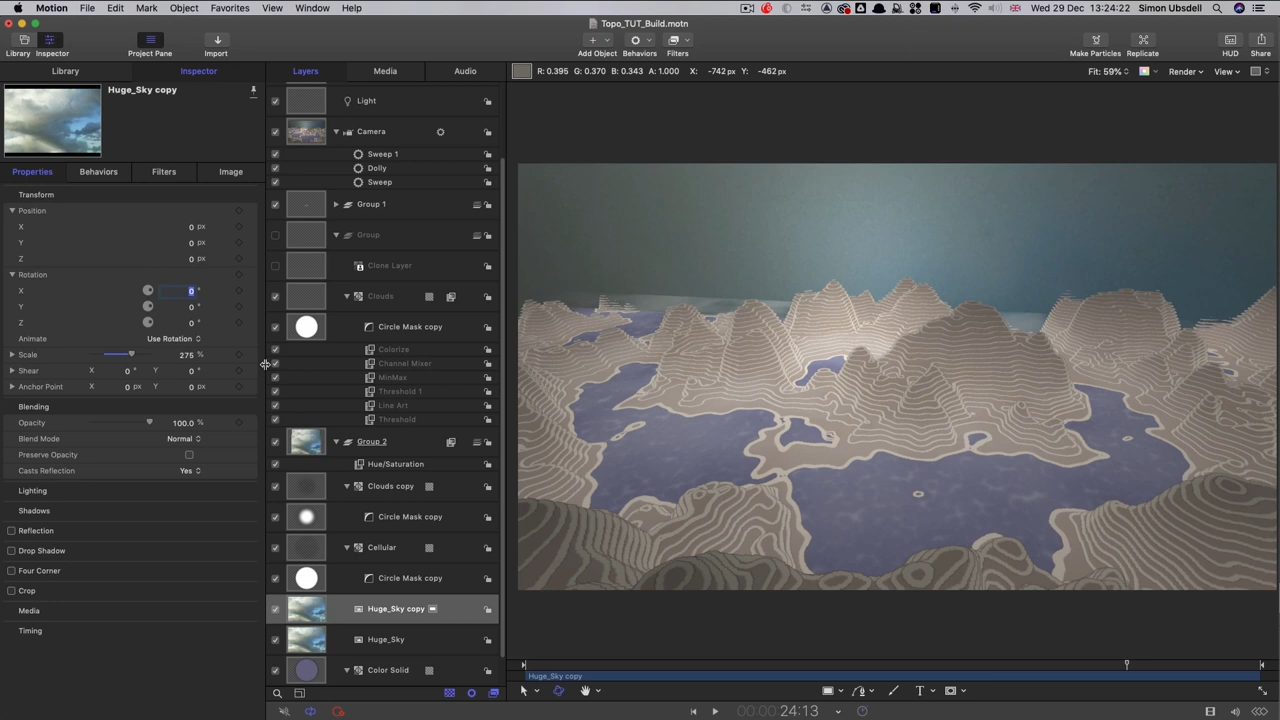 Motion File Edit Mark Object Favorites View Window Help Wed 29 Dec 13:24:22 Simon Ubsdell
Topo_TUT_Build.motn
Library Inspector Project Pane Import Add Object Behaviors Filters Make Particles Replicate HUD Share
Library Inspector Layers Media Audio R: 0.395 G: 0.370 B: 0.343 A: 1.000 X: -742 px Y: -462 px Fit: 59% Render View
Huge_Sky copy
Properties Behaviors Filters Image
Transform
Position
X 0 px
Y 0 px
Z 0 px
Rotation
X 0 °
Y 0 °
Z 0 °
Animate Use Rotation
Scale 275 %
Shear X 0 ° Y 0 °
Anchor Point X 0 px Y 0 px
Blending
Opacity 100.0 %
Blend Mode Normal
Preserve Opacity
Casts Reflection Yes
Lighting
Shadows
Reflection
Drop Shadow
Four Corner
Crop
Media
Timing
Light
Camera
Sweep 1
Dolly
Sweep
Group 1
Group
Clone Layer
Clouds
Circle Mask copy
Colorize
Channel Mixer
MinMax
Threshold 1
Line Art
Threshold
Group 2
Hue/Saturation
Clouds copy
Circle Mask copy
Cellular
Circle Mask copy
Huge_Sky copy
Huge_Sky
Color Solid
Huge_Sky copy
T
00:00:24:13